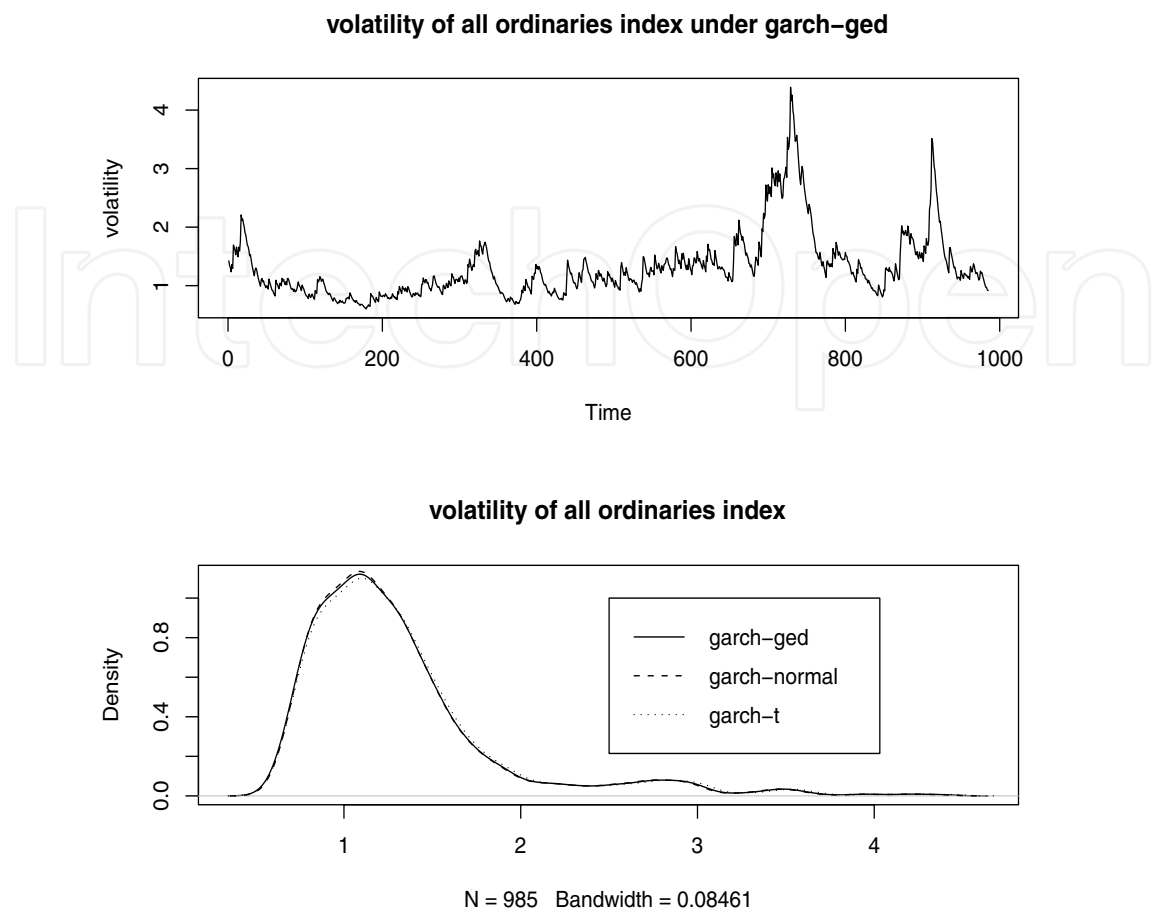 volatility of all ordinaries index under garch−ged
volatility
4
3
2
1
0 200 400 600 800 1000
Time
IntechOpen
volatility of all ordinaries index
Density
0.8
0.4
0.0
garch−ged
garch−normal
garch−t
1 2 3 4
N = 985 Bandwidth = 0.08461